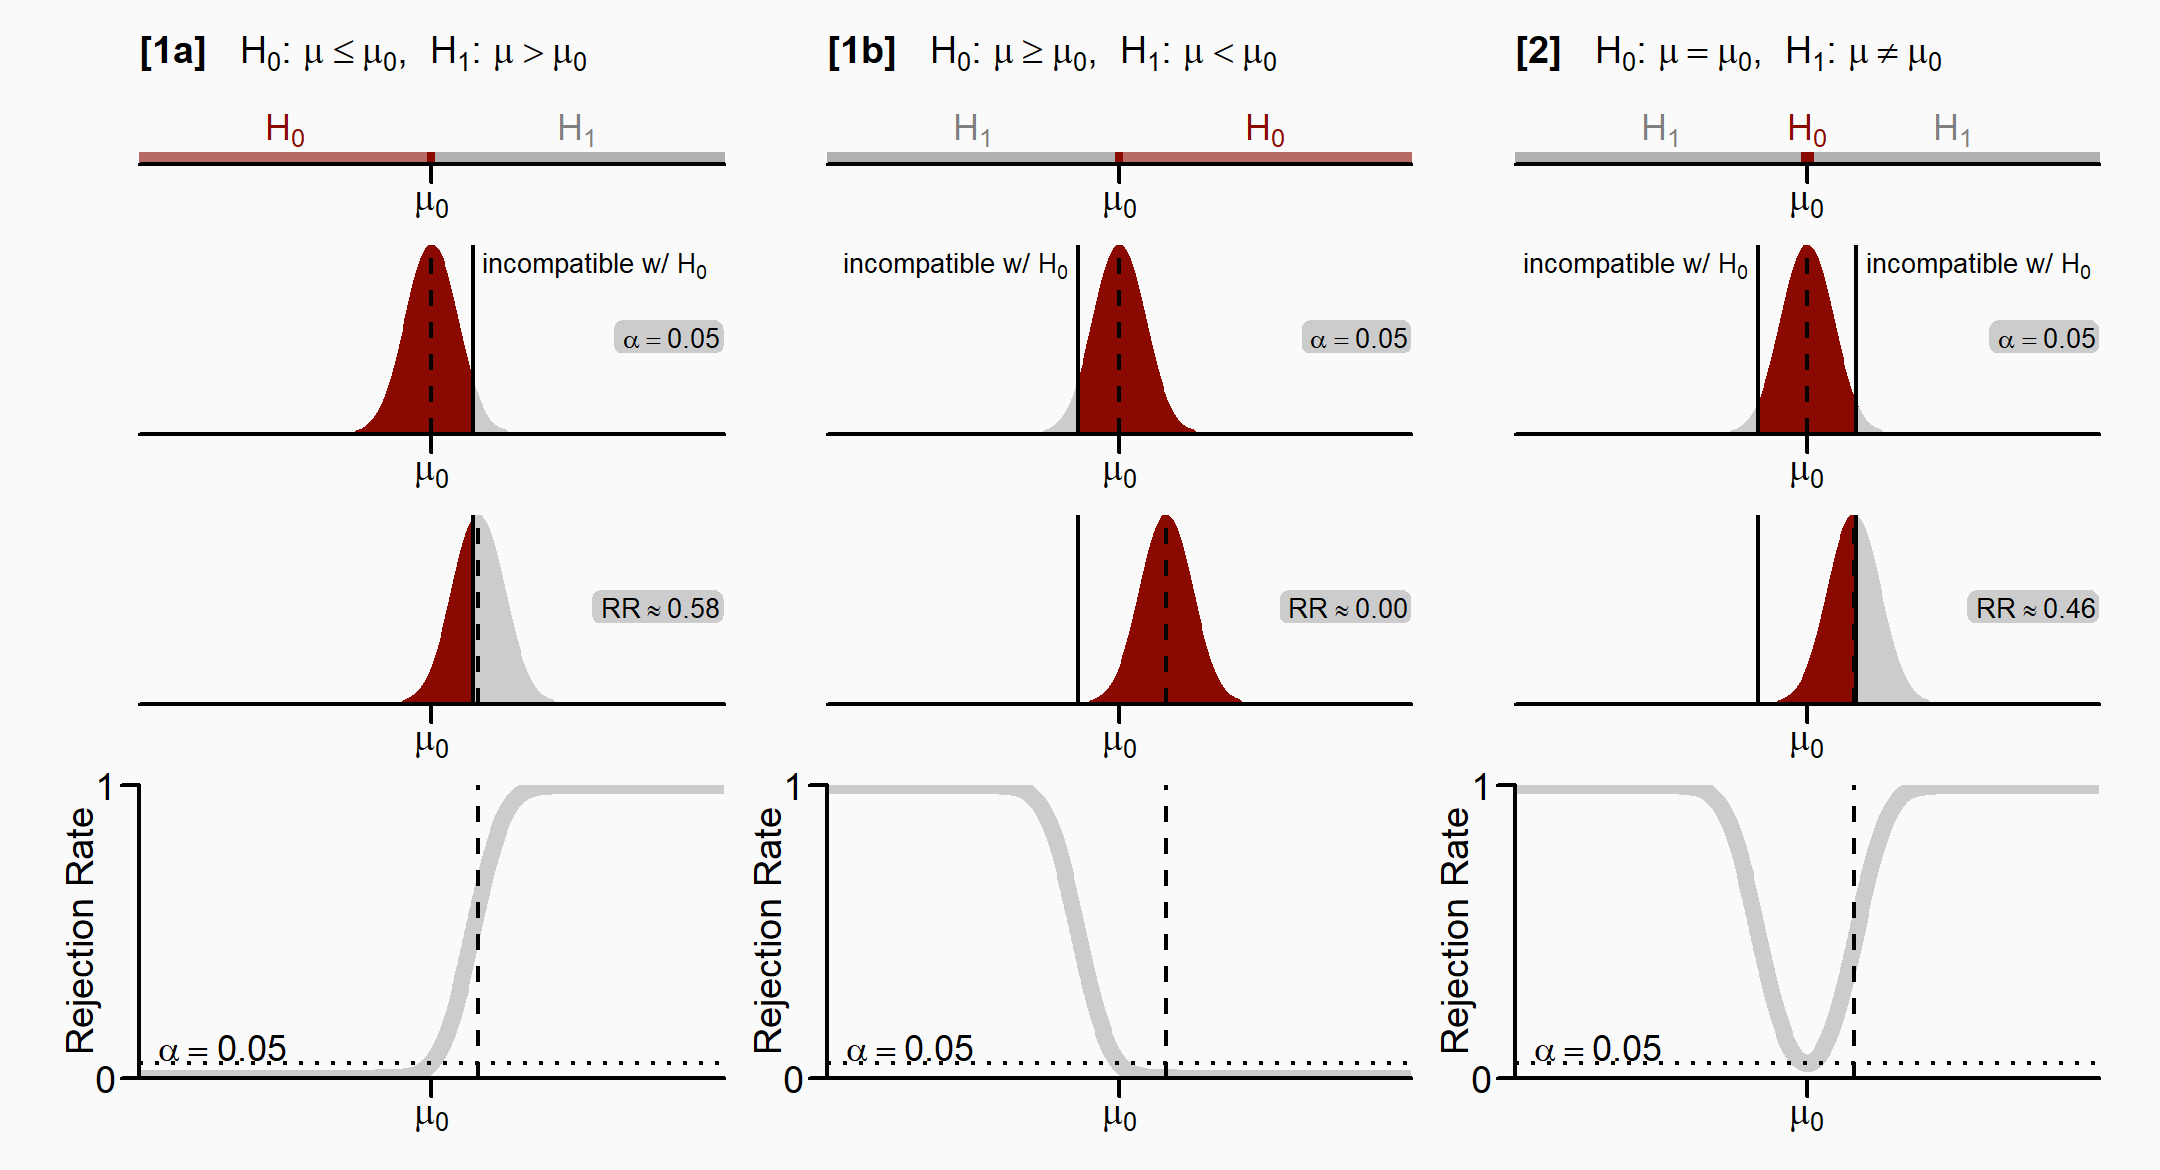 [1a] H₀: μ ≤ μ₀, H₁: μ > μ₀
H₀ H₁
μ₀
incompatible w/ H₀
α = 0.05
μ₀
RR ≈ 0.58
μ₀
1
Rejection Rate
α = 0.05
0
μ₀
[1b] H₀: μ ≥ μ₀, H₁: μ < μ₀
H₁ H₀
μ₀
incompatible w/ H₀
α = 0.05
μ₀
RR ≈ 0.00
μ₀
1
Rejection Rate
α = 0.05
0
μ₀
[2] H₀: μ = μ₀, H₁: μ ≠ μ₀
H₁ H₀ H₁
μ₀
incompatible w/ H₀ incompatible w/ H₀
α = 0.05
μ₀
RR ≈ 0.46
μ₀
1
Rejection Rate
α = 0.05
0
μ₀